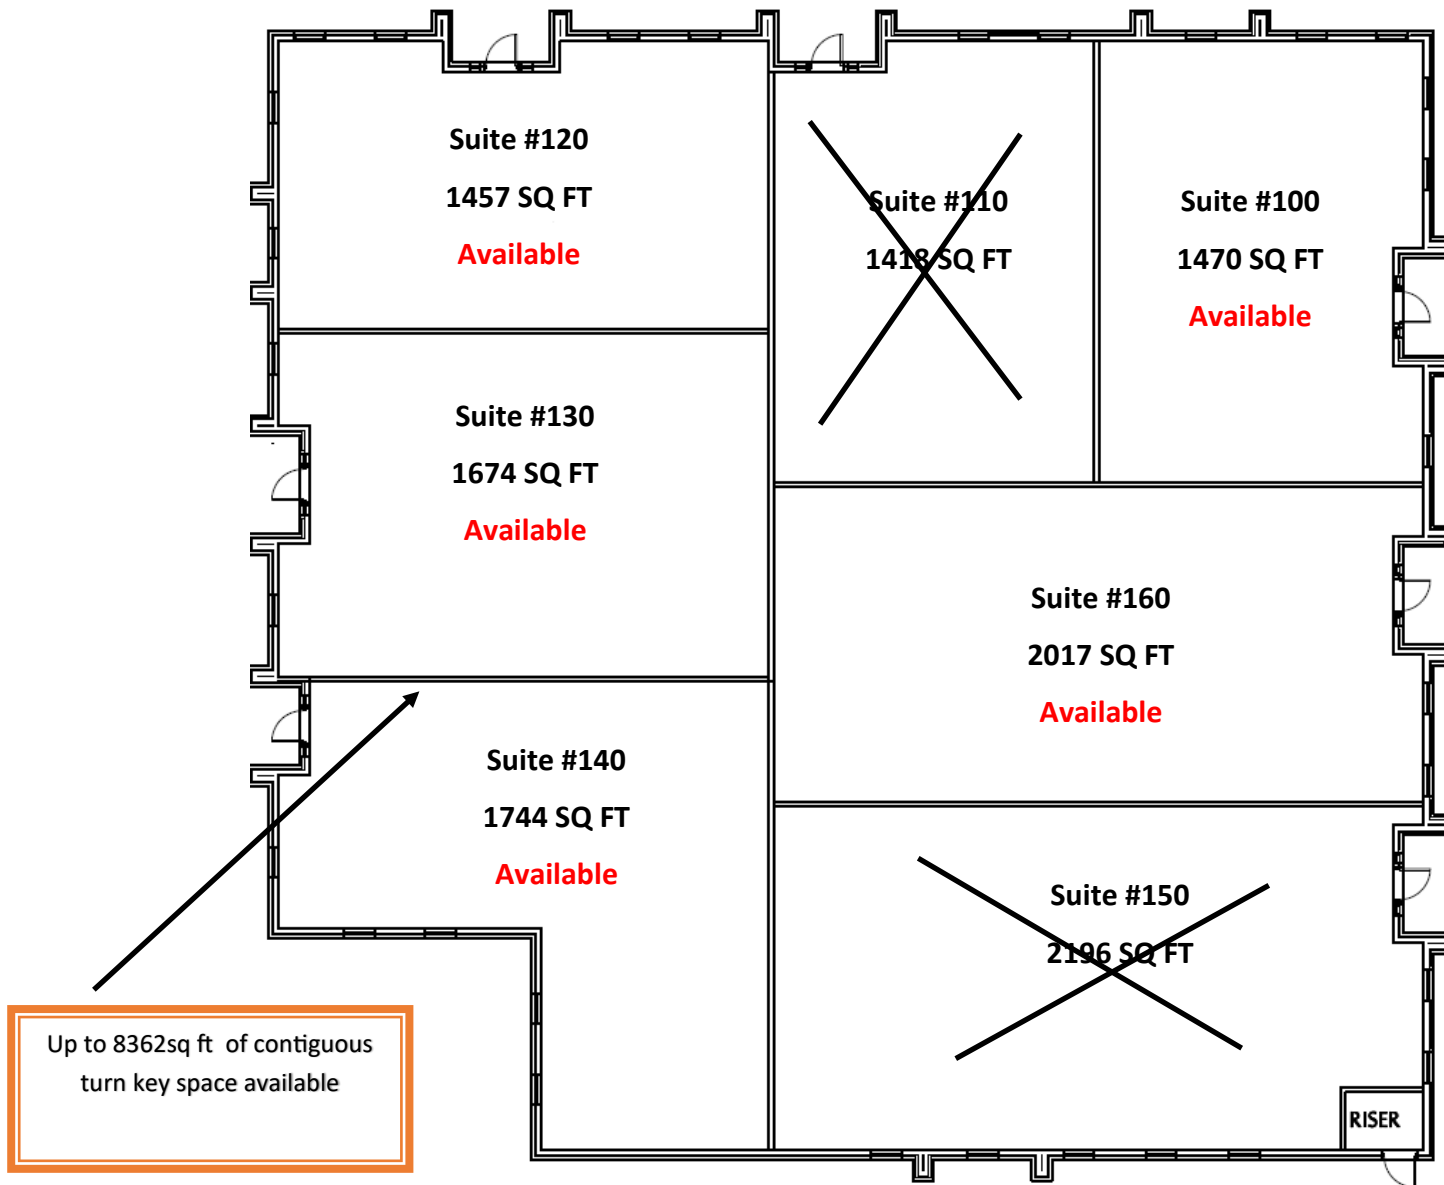 Suite #120
1457 SQ FT
Available
Suite #110
1418 SQ FT
Suite #100
1470 SQ FT
Available
Suite #130
1674 SQ FT
Available
Suite #160
2017 SQ FT
Available
Suite #140
1744 SQ FT
Available
Suite #150
2196 SQ FT
Up to 8362sq ft of contiguous
turn key space available
RISER